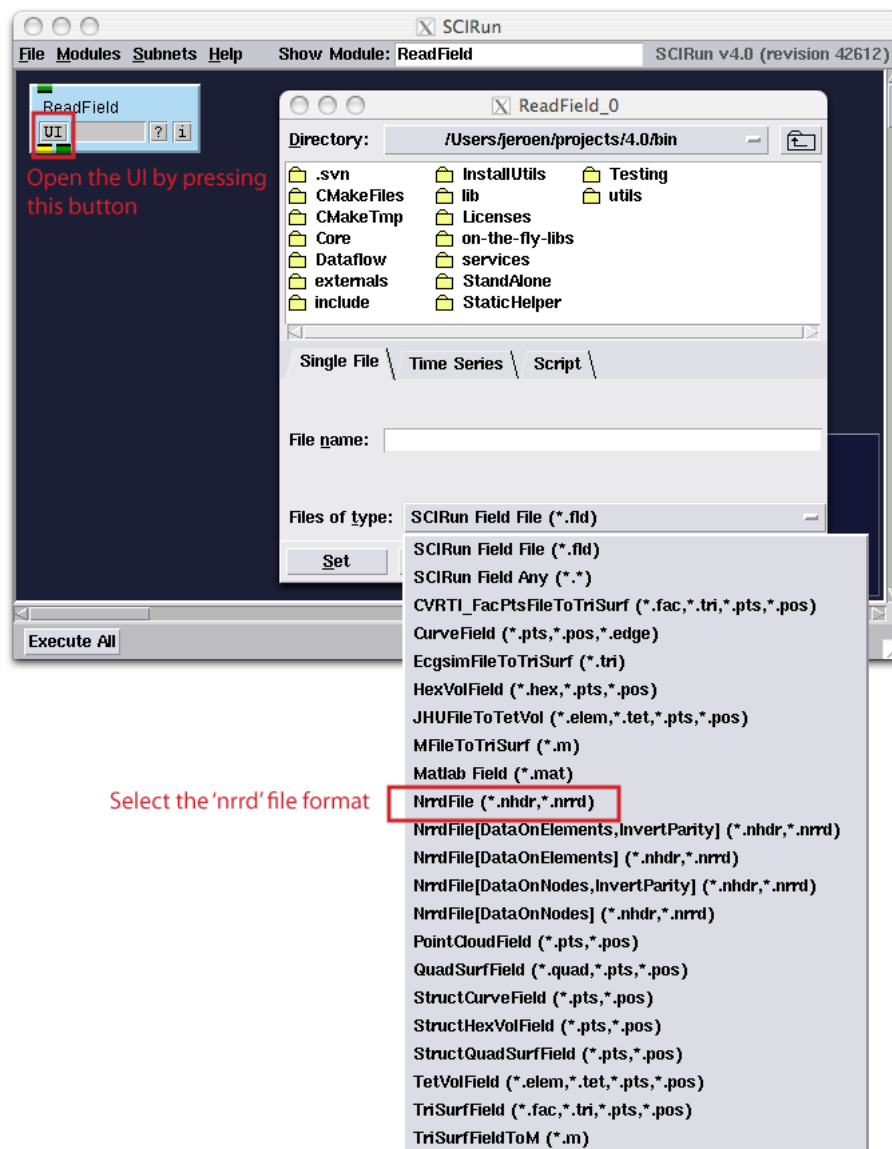 SCIRun
File Modules Subnets Help Show Module: ReadField SCIRun v4.0 (revision 42612)
ReadField
UI ? i
Open the UI by pressing
this button
ReadField_0
Directory: /Users/jeroen/projects/4.0/bin
.svn InstallUtils Testing
CMakeFiles lib utils
CMakeTmp Licenses
Core on-the-fly-libs
Dataflow services
externals StandAlone
include StaticHelper
Single File Time Series Script
File name:
Files of type: SCIRun Field File (*.fld)
Set
Execute All
SCIRun Field File (*.fld)
SCIRun Field Any (*.*)
CVRTI_FacPtsFileToTriSurf (*.fac,*.tri,*.pts,*.pos)
CurveField (*.pts,*.pos,*.edge)
EcgsimFileToTriSurf (*.tri)
HexVolField (*.hex,*.pts,*.pos)
JHUFileToTetVol (*.elem,*.tet,*.pts,*.pos)
MFileToTriSurf (*.m)
Matlab Field (*.mat)
Select the 'nrrd' file format
NrrdFile (*.nhdr,*.nrrd)
NrrdFile[DataOnElements,InvertParity] (*.nhdr,*.nrrd)
NrrdFile[DataOnElements] (*.nhdr,*.nrrd)
NrrdFile[DataOnNodes,InvertParity] (*.nhdr,*.nrrd)
NrrdFile[DataOnNodes] (*.nhdr,*.nrrd)
PointCloudField (*.pts,*.pos)
QuadSurfField (*.quad,*.pts,*.pos)
StructCurveField (*.pts,*.pos)
StructHexVolField (*.pts,*.pos)
StructQuadSurfField (*.pts,*.pos)
TetVolField (*.elem,*.tet,*.pts,*.pos)
TriSurfField (*.fac,*.tri,*.pts,*.pos)
TriSurfFieldToM (*.m)